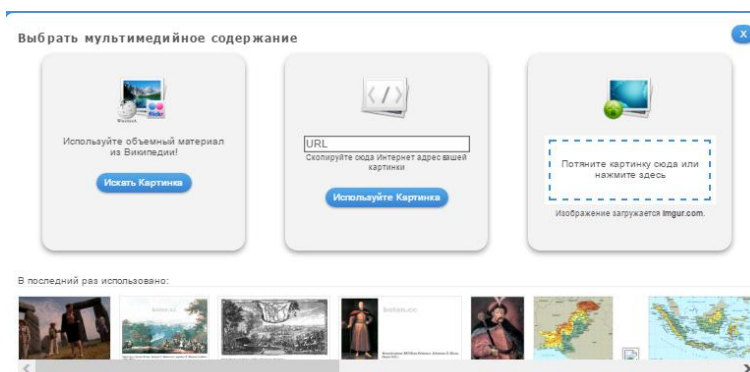 Выбрать мультимедийное содержание
X
Используйте объемный материал
из Википедии!
Искать Картинка
URL
Скопируйте сюда Интернет адрес вашей
картинки
Используйте Картинка
Потяните картинку сюда или
нажмите здесь
Изображение загружается Imgur.com.
В последний раз использовано: